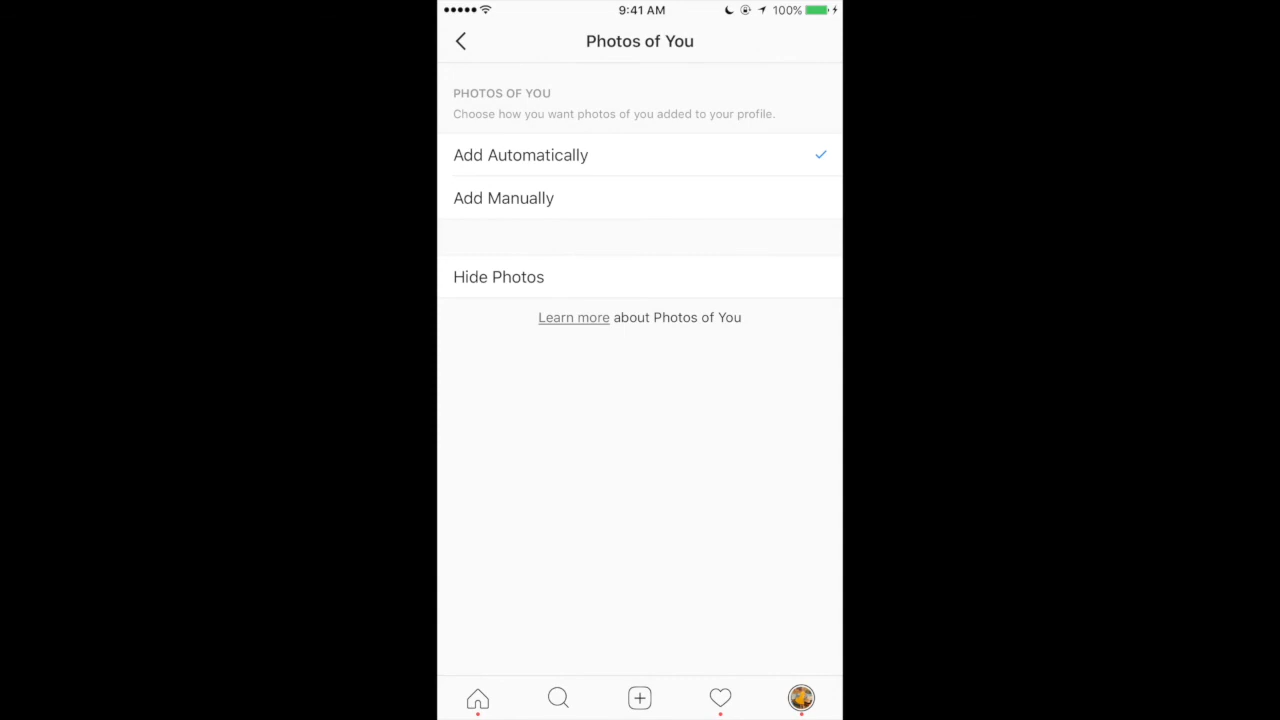 9:41 AM 100%
Photos of You
PHOTOS OF YOU
Choose how you want photos of you added to your profile.
Add Automatically
Add Manually
Hide Photos
Learn more about Photos of You